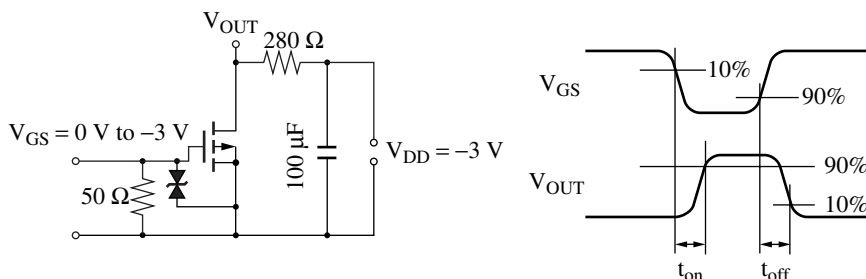 V_OUT
280 Ω
V_GS = 0 V to −3 V
50 Ω
100 µF
V_DD = −3 V
V_GS
10%
90%
V_OUT
90%
10%
t_on
t_off